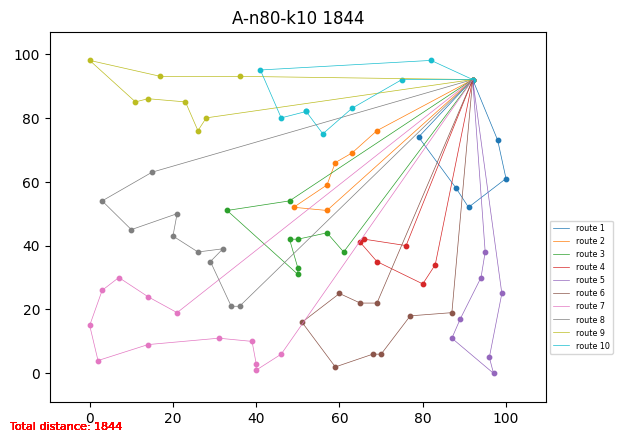 A-n80-k10 1844
100
80
60
40
20
0
0 20 40 60 80 100
route 1
route 2
route 3
route 4
route 5
route 6
route 7
route 8
route 9
route 10
Total distance: 1844